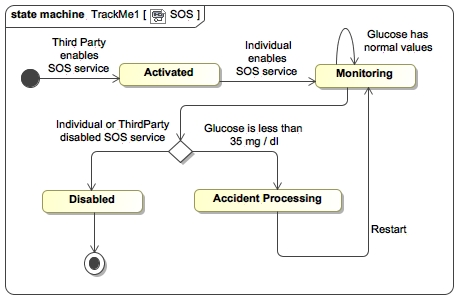 state machine TrackMe1 [ SOS ]
Third Party
enables
SOS service
Activated
Individual
enables
SOS service
Glucose has
normal values
Monitoring
Individual or ThirdParty
disabled SOS service
Glucose is less than
35 mg / dl
Disabled
Accident Processing
Restart